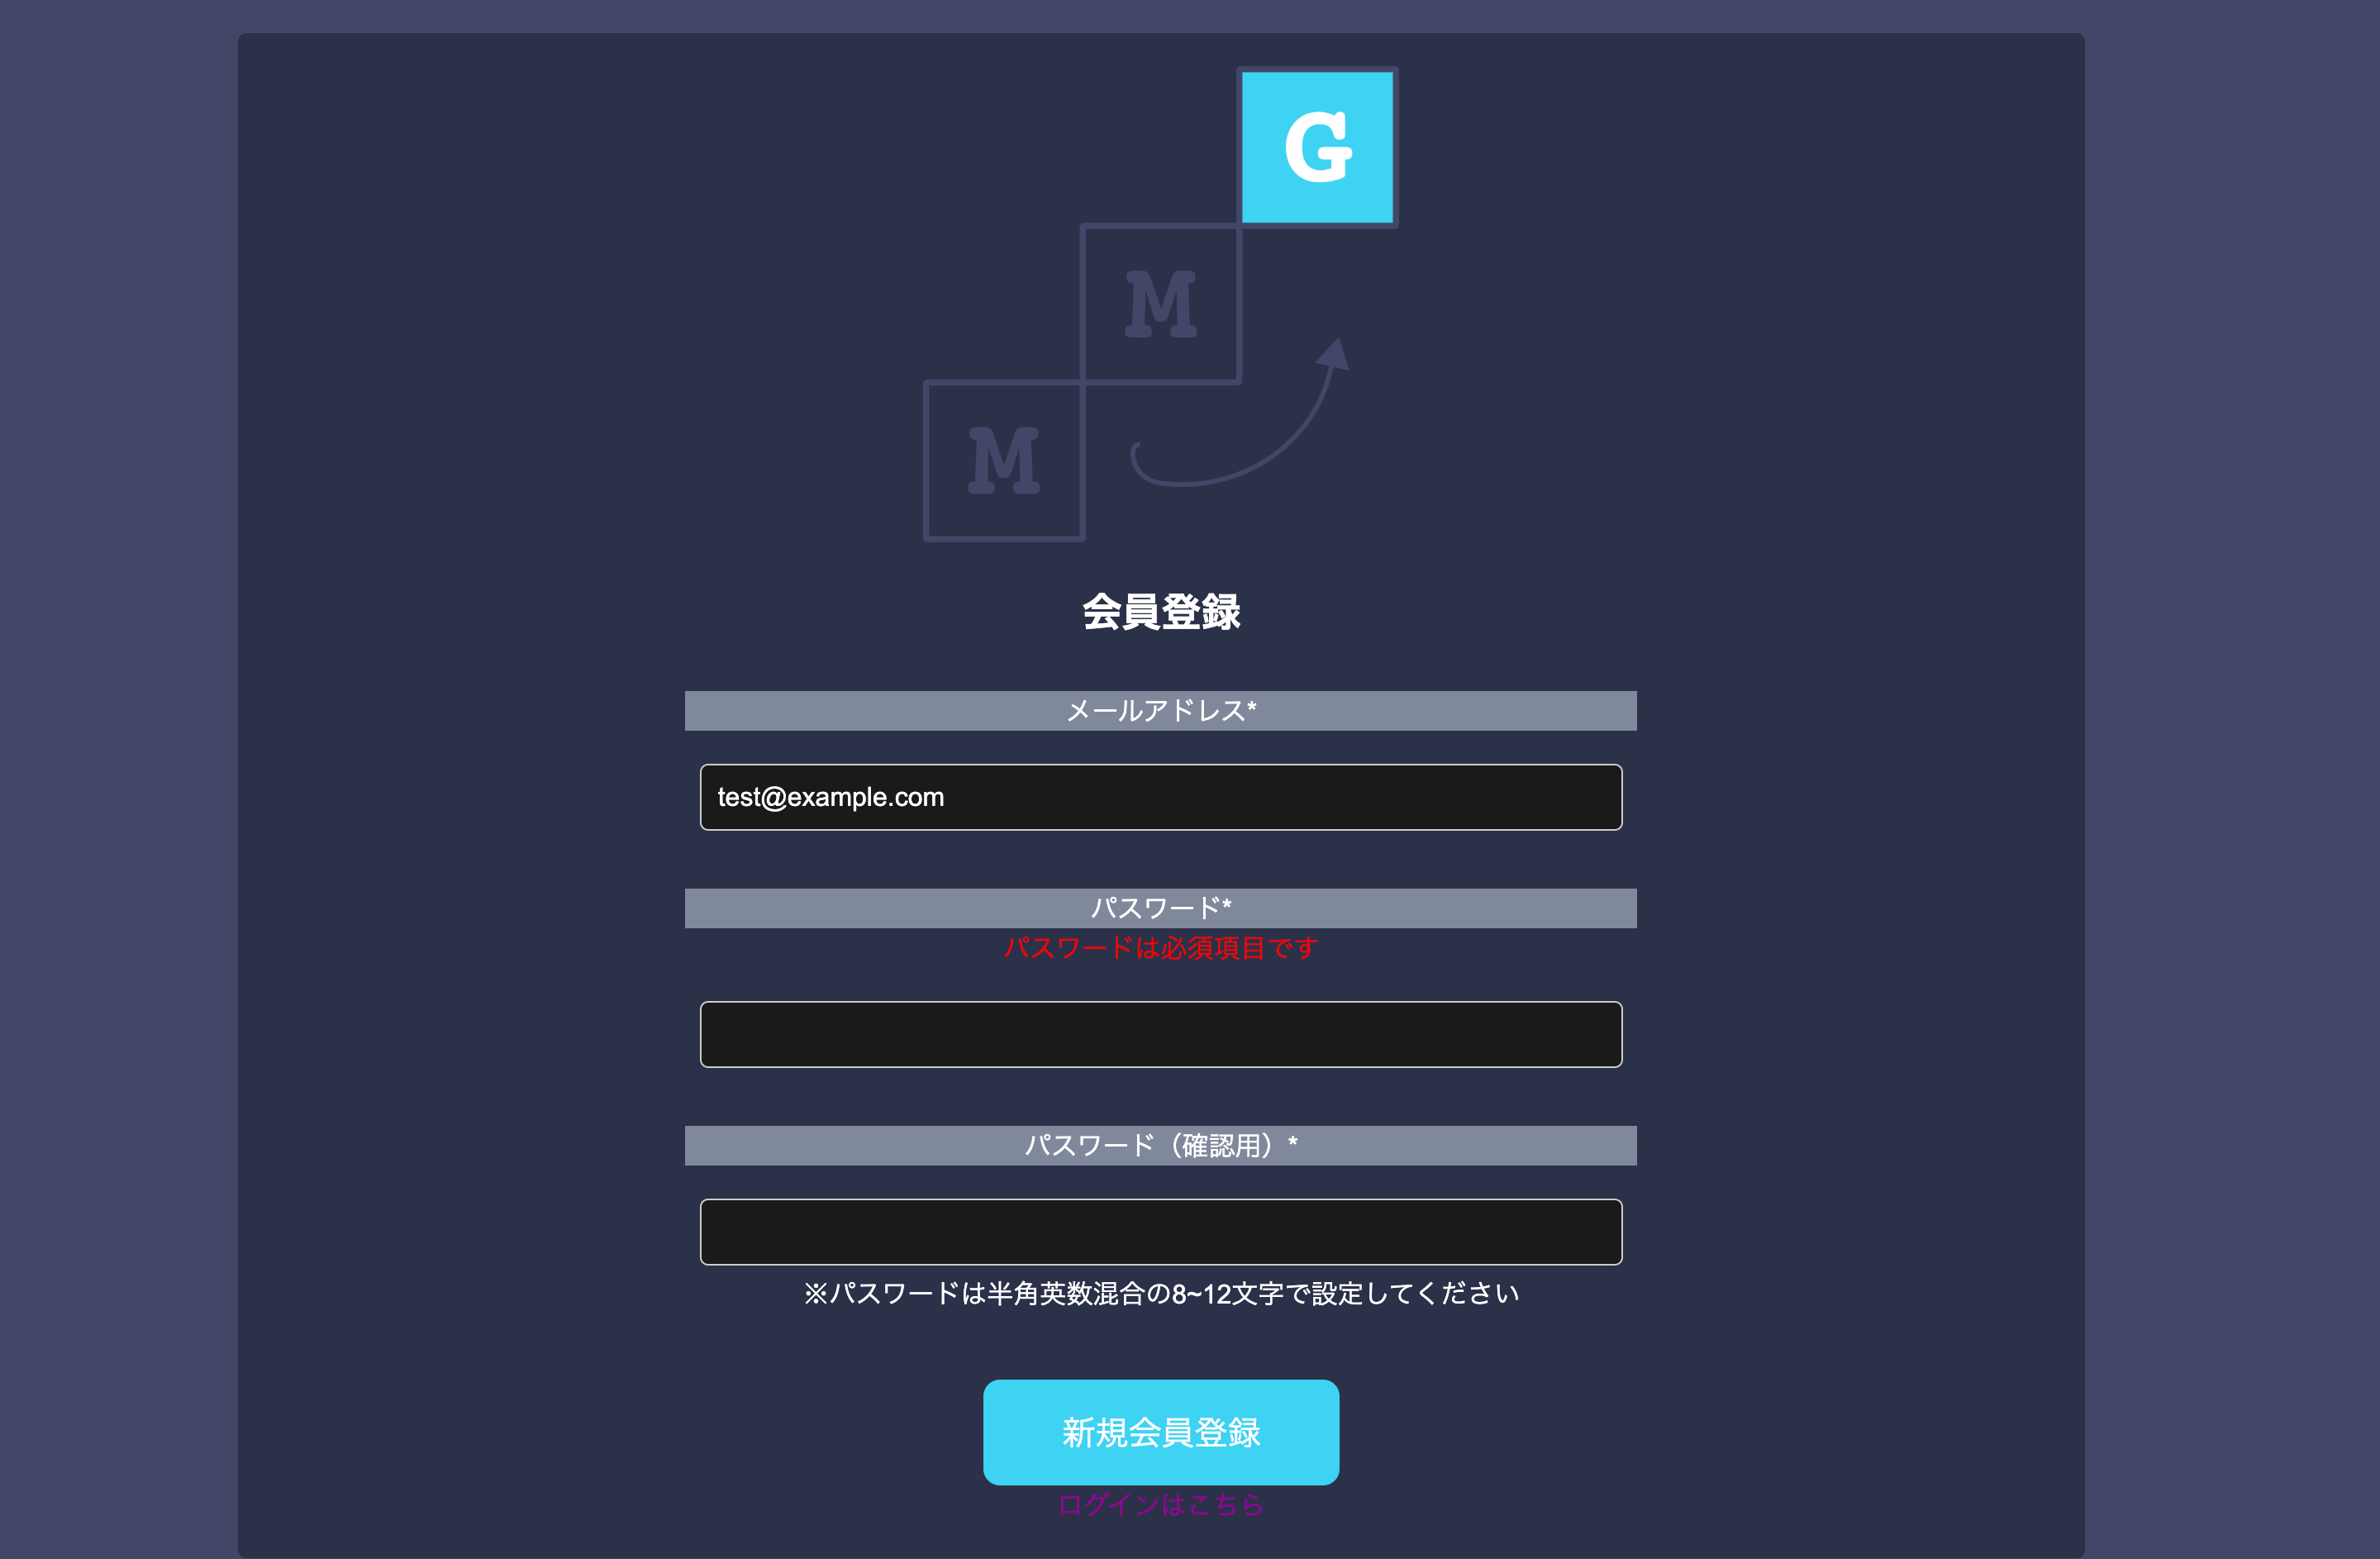 G
M
M
会員登録
メールアドレス*
test@example.com
パスワード*
パスワードは必須項目です
パスワード（確認用）*
※パスワードは半角英数混合の8~12文字で設定してください
新規会員登録
ログインはこちら